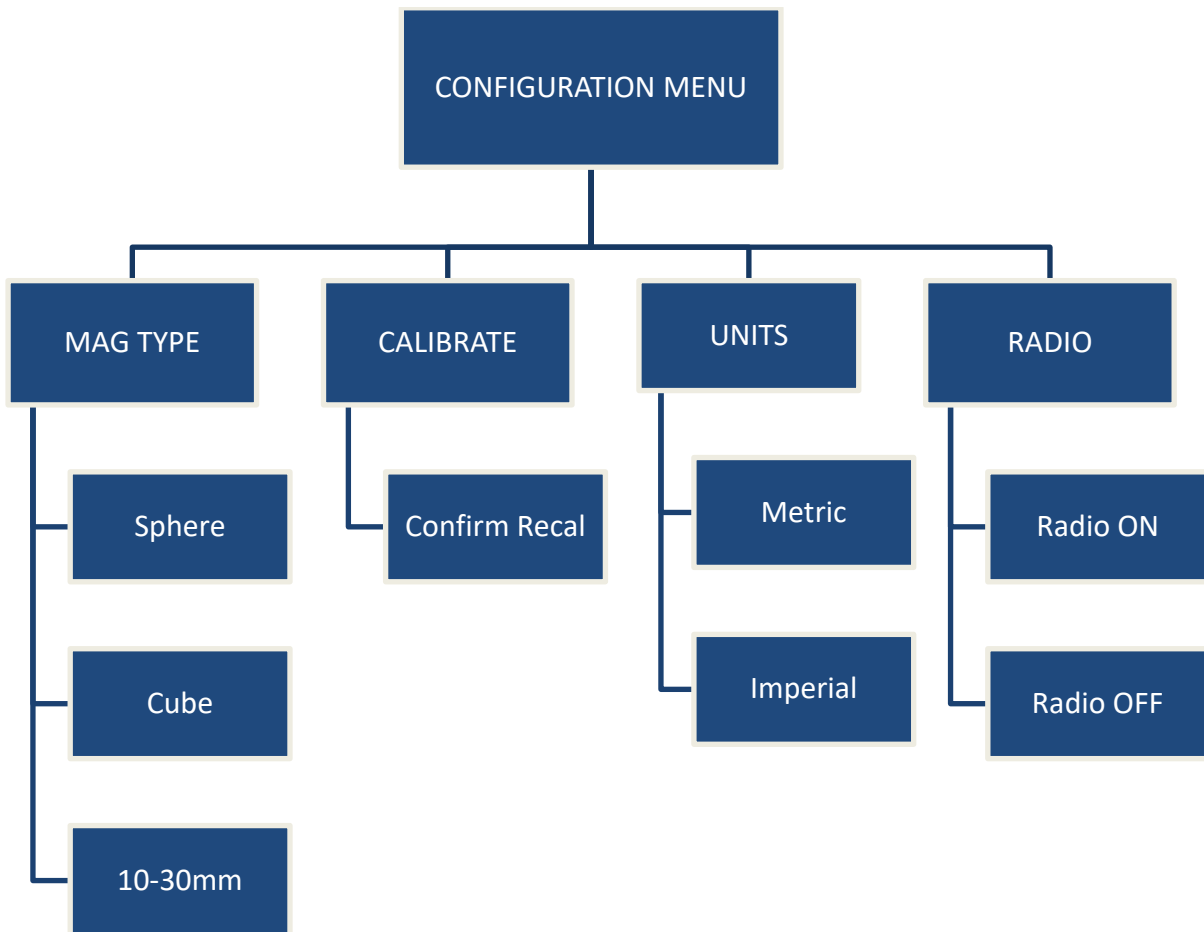 CONFIGURATION MENU
MAG TYPE
CALIBRATE
UNITS
RADIO
Sphere
Confirm Recal
Metric
Radio ON
Cube
Imperial
Radio OFF
10-30mm